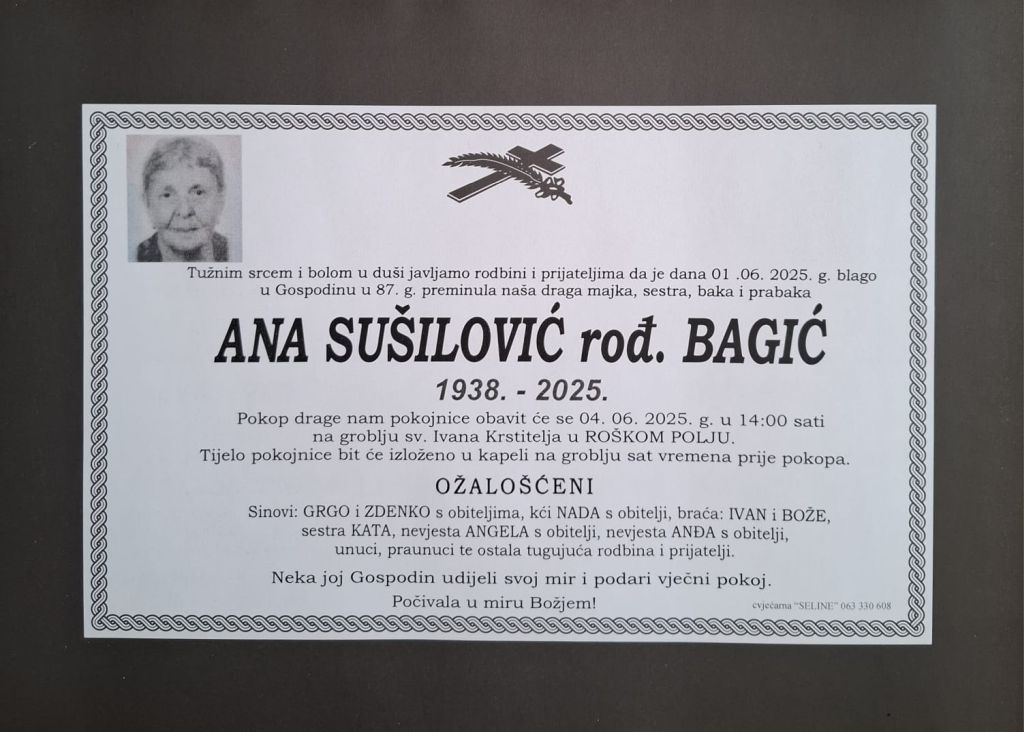 Tužnim srcem i bolom u duši javljamo rodbini i prijateljima da je dana 01 .06. 2025. g. blago
u Gospodinu u 87. g. preminula naša draga majka, sestra, baka i prabaka
ANA SUŠILOVIĆ rođ. BAGIĆ
1938. - 2025.
Pokop drage nam pokojnice obavit će se 04. 06. 2025. g. u 14:00 sati
na groblju sv. Ivana Krstitelja u ROŠKOM POLJU.
Tijelo pokojnice bit će izloženo u kapeli na groblju sat vremena prije pokopa.
OŽALOŠĆENI
Sinovi: GRGO i ZDENKO s obiteljima, kći NADA s obitelji, braća: IVAN i BOŽE,
sestra KATA, nevjesta ANGELA s obitelji, nevjesta ANĐA s obitelji,
unuci, praunuci te ostala tugujuća rodbina i prijatelji.
Neka joj Gospodin udijeli svoj mir i podari vječni pokoj.
Počivala u miru Božjem!
cvjećarna "SELINE" 063 330 608